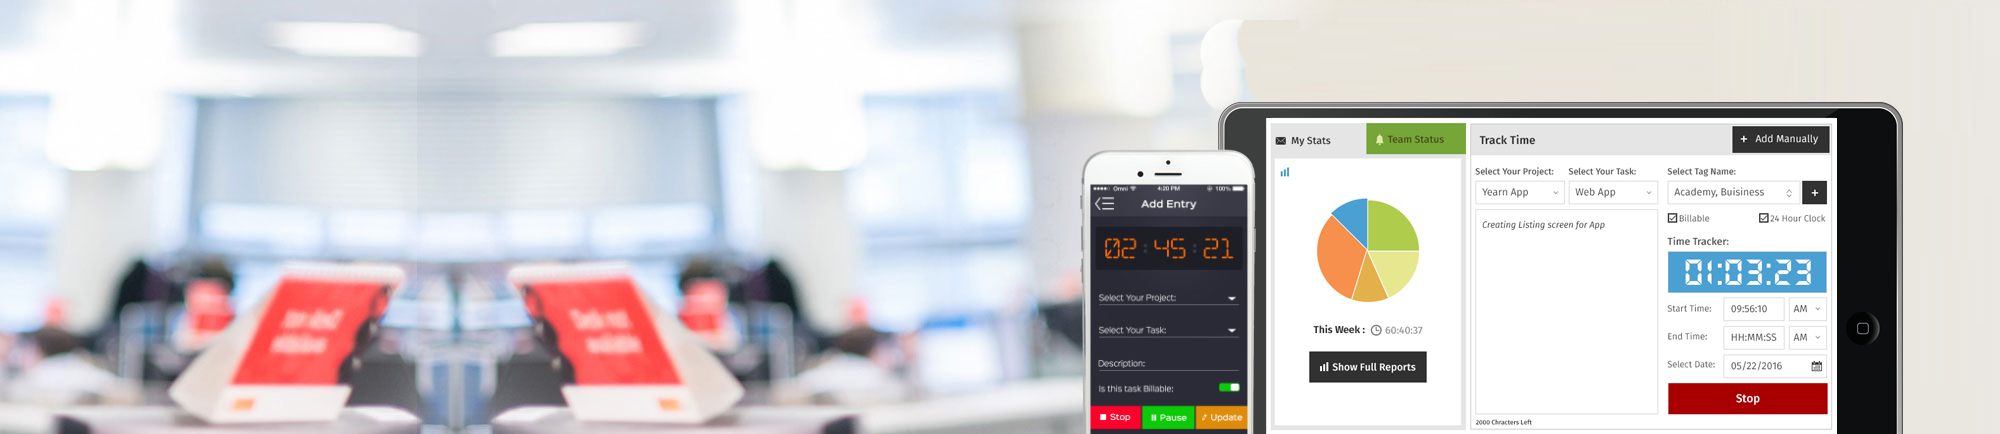 Omni 4:20 PM 100%
Add Entry
02:45:21
Select Your Project:
Select Your Task:
Description:
Is this task Billable:
Stop Pause Update
My Stats Team Status
This Week : 60:40:37
Show Full Reports
Track Time + Add Manually
Select Your Project: Select Your Task: Select Tag Name:
Yearn App Web App Academy, Buisiness +
Billable 24 Hour Clock
Creating Listing screen for App
Time Tracker:
01:03:23
Start Time: 09:56:10 AM
End Time: HH:MM:SS AM
Select Date: 05/22/2016
Stop
2000 Chracters Left